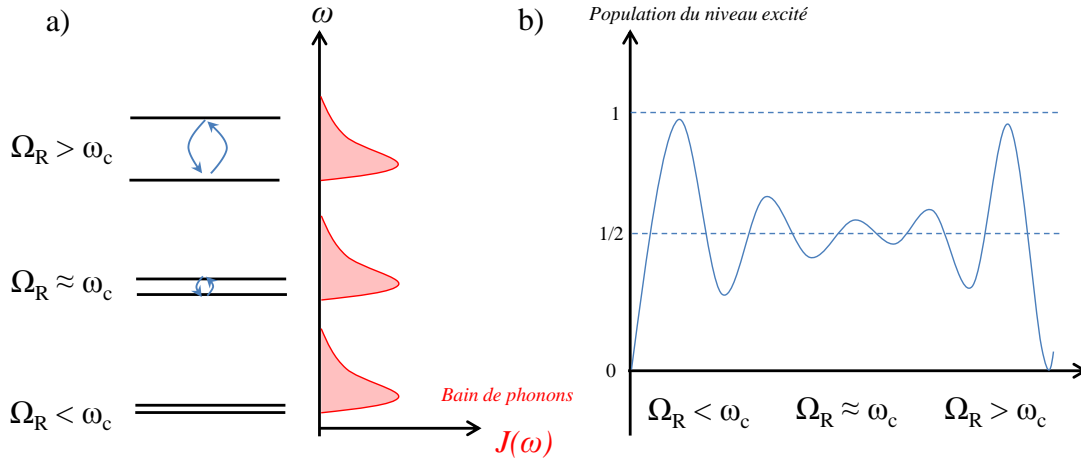 a)
ω
Ω_R > ω_c
Ω_R ≈ ω_c
Ω_R < ω_c
Bain de phonons
J(ω)
b)
Population du niveau excité
1
1/2
0
Ω_R < ω_c
Ω_R ≈ ω_c
Ω_R > ω_c